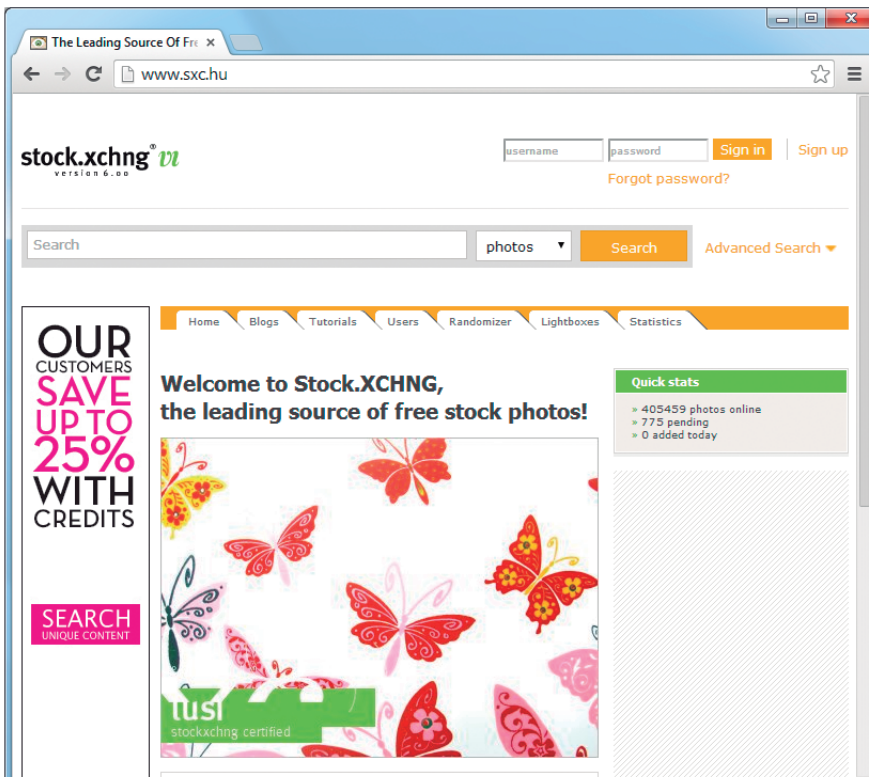 The Leading Source Of Fre
www.sxc.hu
stock.xchng® vi
version 6.00
username password Sign in Sign up
Forgot password?
Search photos Search Advanced Search
OUR
CUSTOMERS
SAVE
UP TO
25%
WITH
CREDITS
SEARCH
UNIQUE CONTENT
Home Blogs Tutorials Users Randomizer Lightboxes Statistics
Welcome to Stock.XCHNG,
the leading source of free stock photos!
lusi
stockxchng certified
Quick stats
» 405459 photos online
» 775 pending
» 0 added today